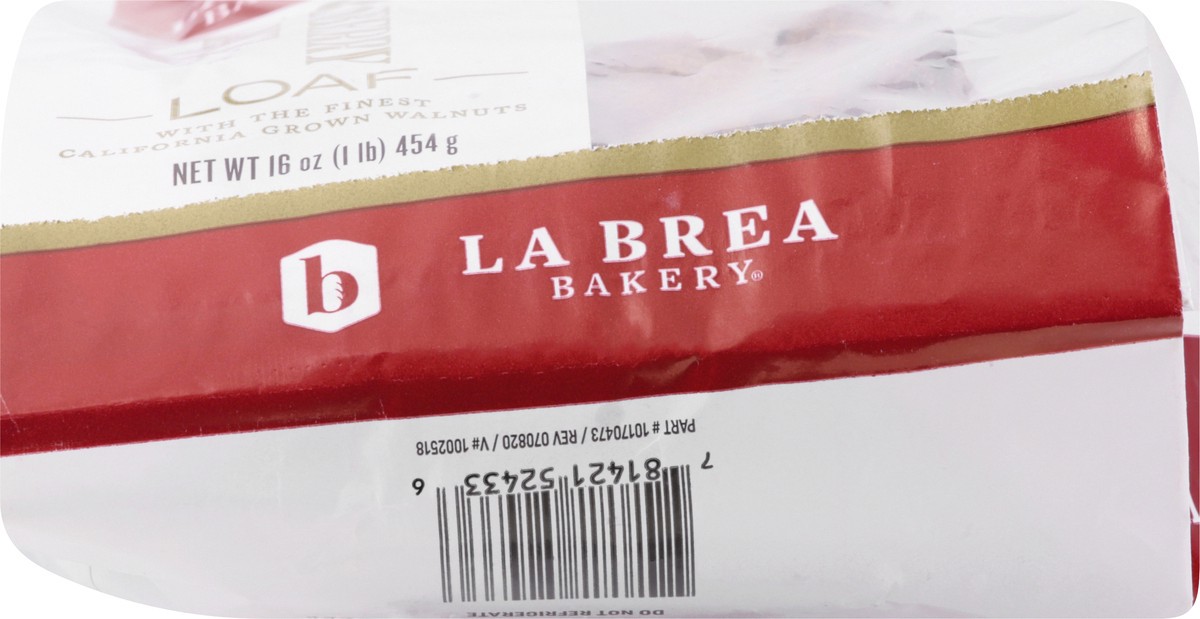 LOAF
WITH THE FINEST
CALIFORNIA GROWN WALNUTS
NET WT 16 oz (1 lb) 454 g
b
LA BREA
BAKERY®
PART # 10170473 / REV 070820 / V# 1002518
7 81421 52433 6
DO NOT REFRIGERATE